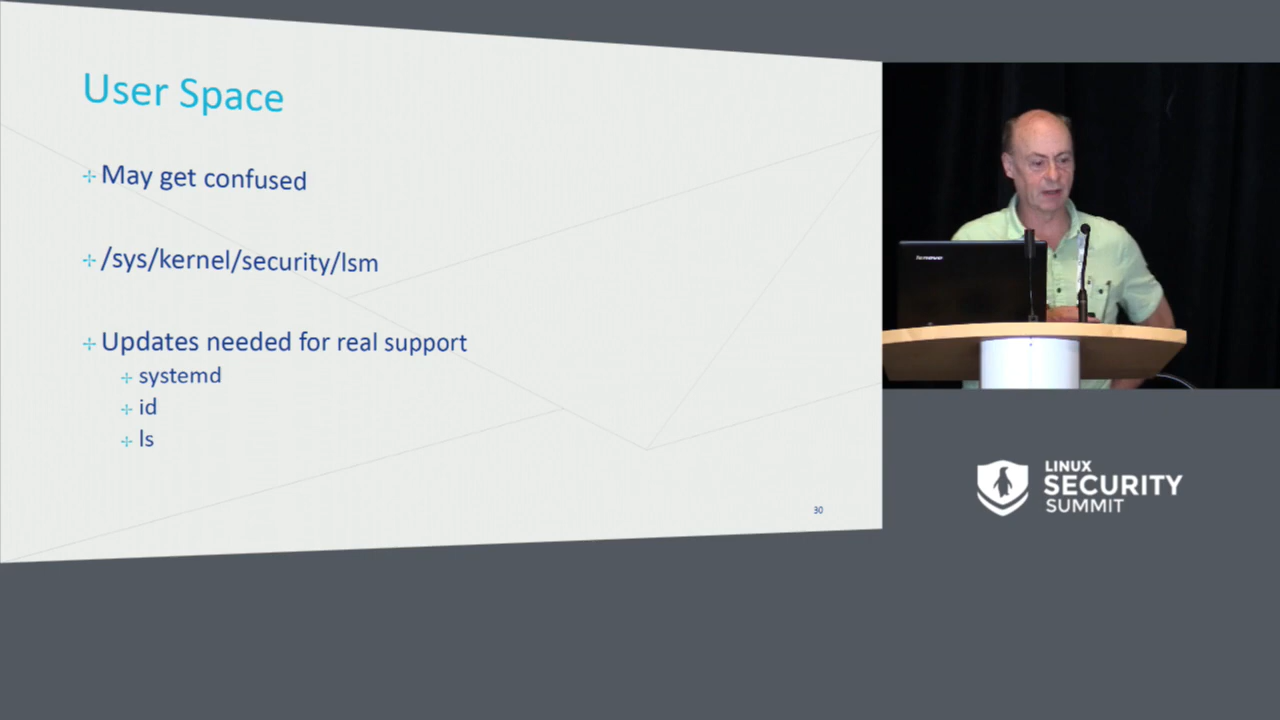 User Space
May get confused
/sys/kernel/security/lsm
Updates needed for real support
systemd
id
ls
30
lenovo
LINUX
SECURITY
SUMMIT